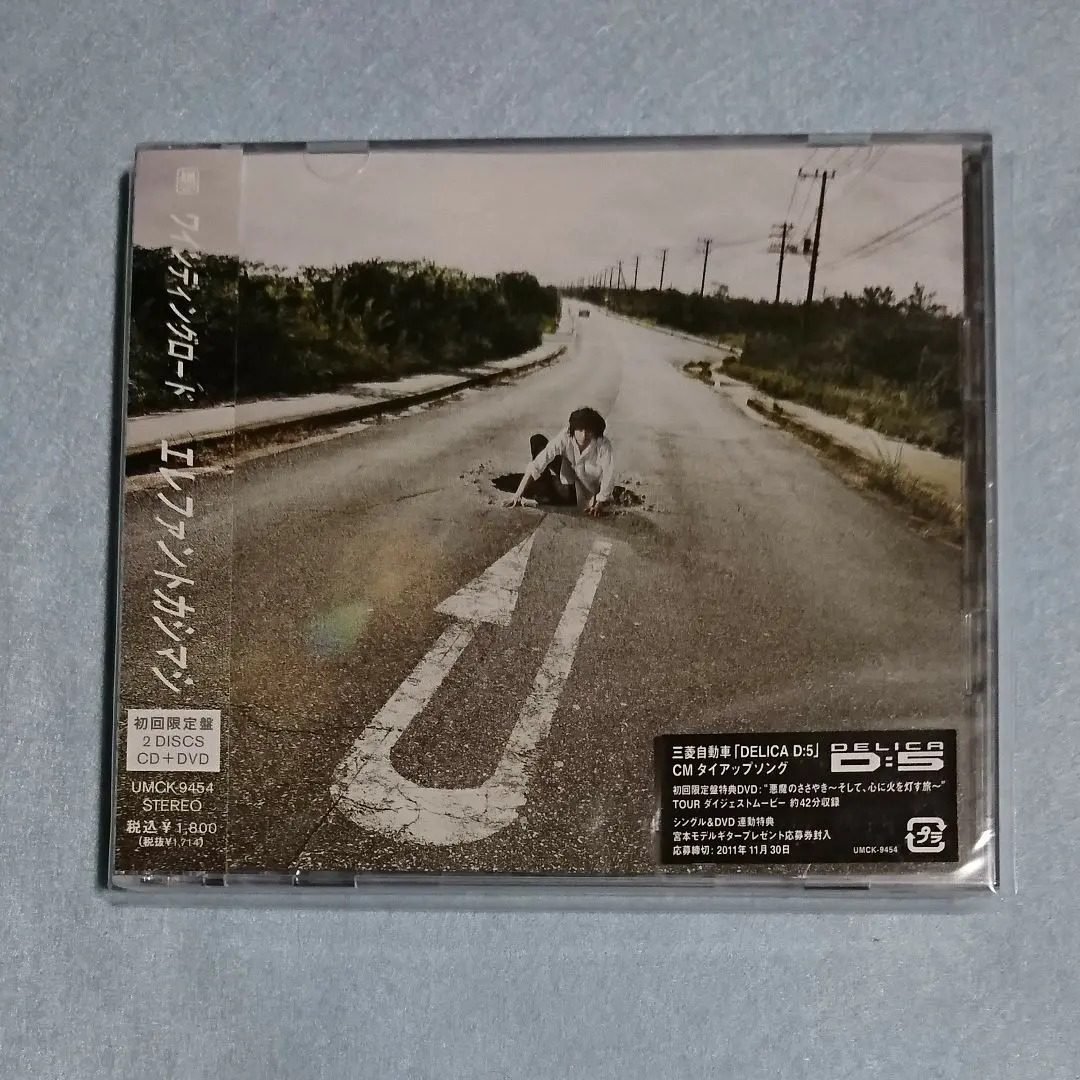 ワインディングロード
エレファントカシマシ
初回限定盤
2 DISCS
CD+DVD
UMCK-9454
STEREO
税込¥1,800
(税抜¥1,714)
三菱自動車「DELICA D:5」
CM タイアップソング
DELICA
D:5
初回限定盤特典DVD:“悪魔のささやき〜そして、心に火を灯す旅〜”
TOUR ダイジェストムービー 約42分収録
シングル&DVD 連動特典
宮本モデルギタープレゼント応募券封入
応募締切: 2011年 11月 30日
UMCK-9454
プラ